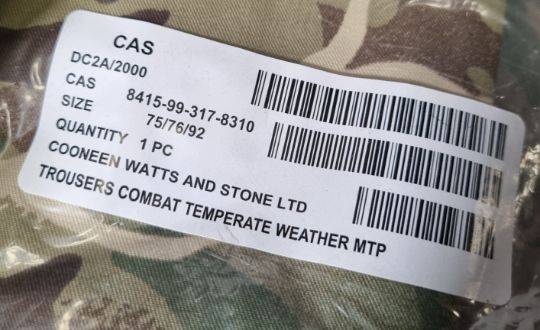 CAS
DC2A/2000
CAS 8415-99-317-8310
SIZE 75/76/92
QUANTITY 1 PC
COONEEN WATTS AND STONE LTD
TROUSERS COMBAT TEMPERATE WEATHER MTP